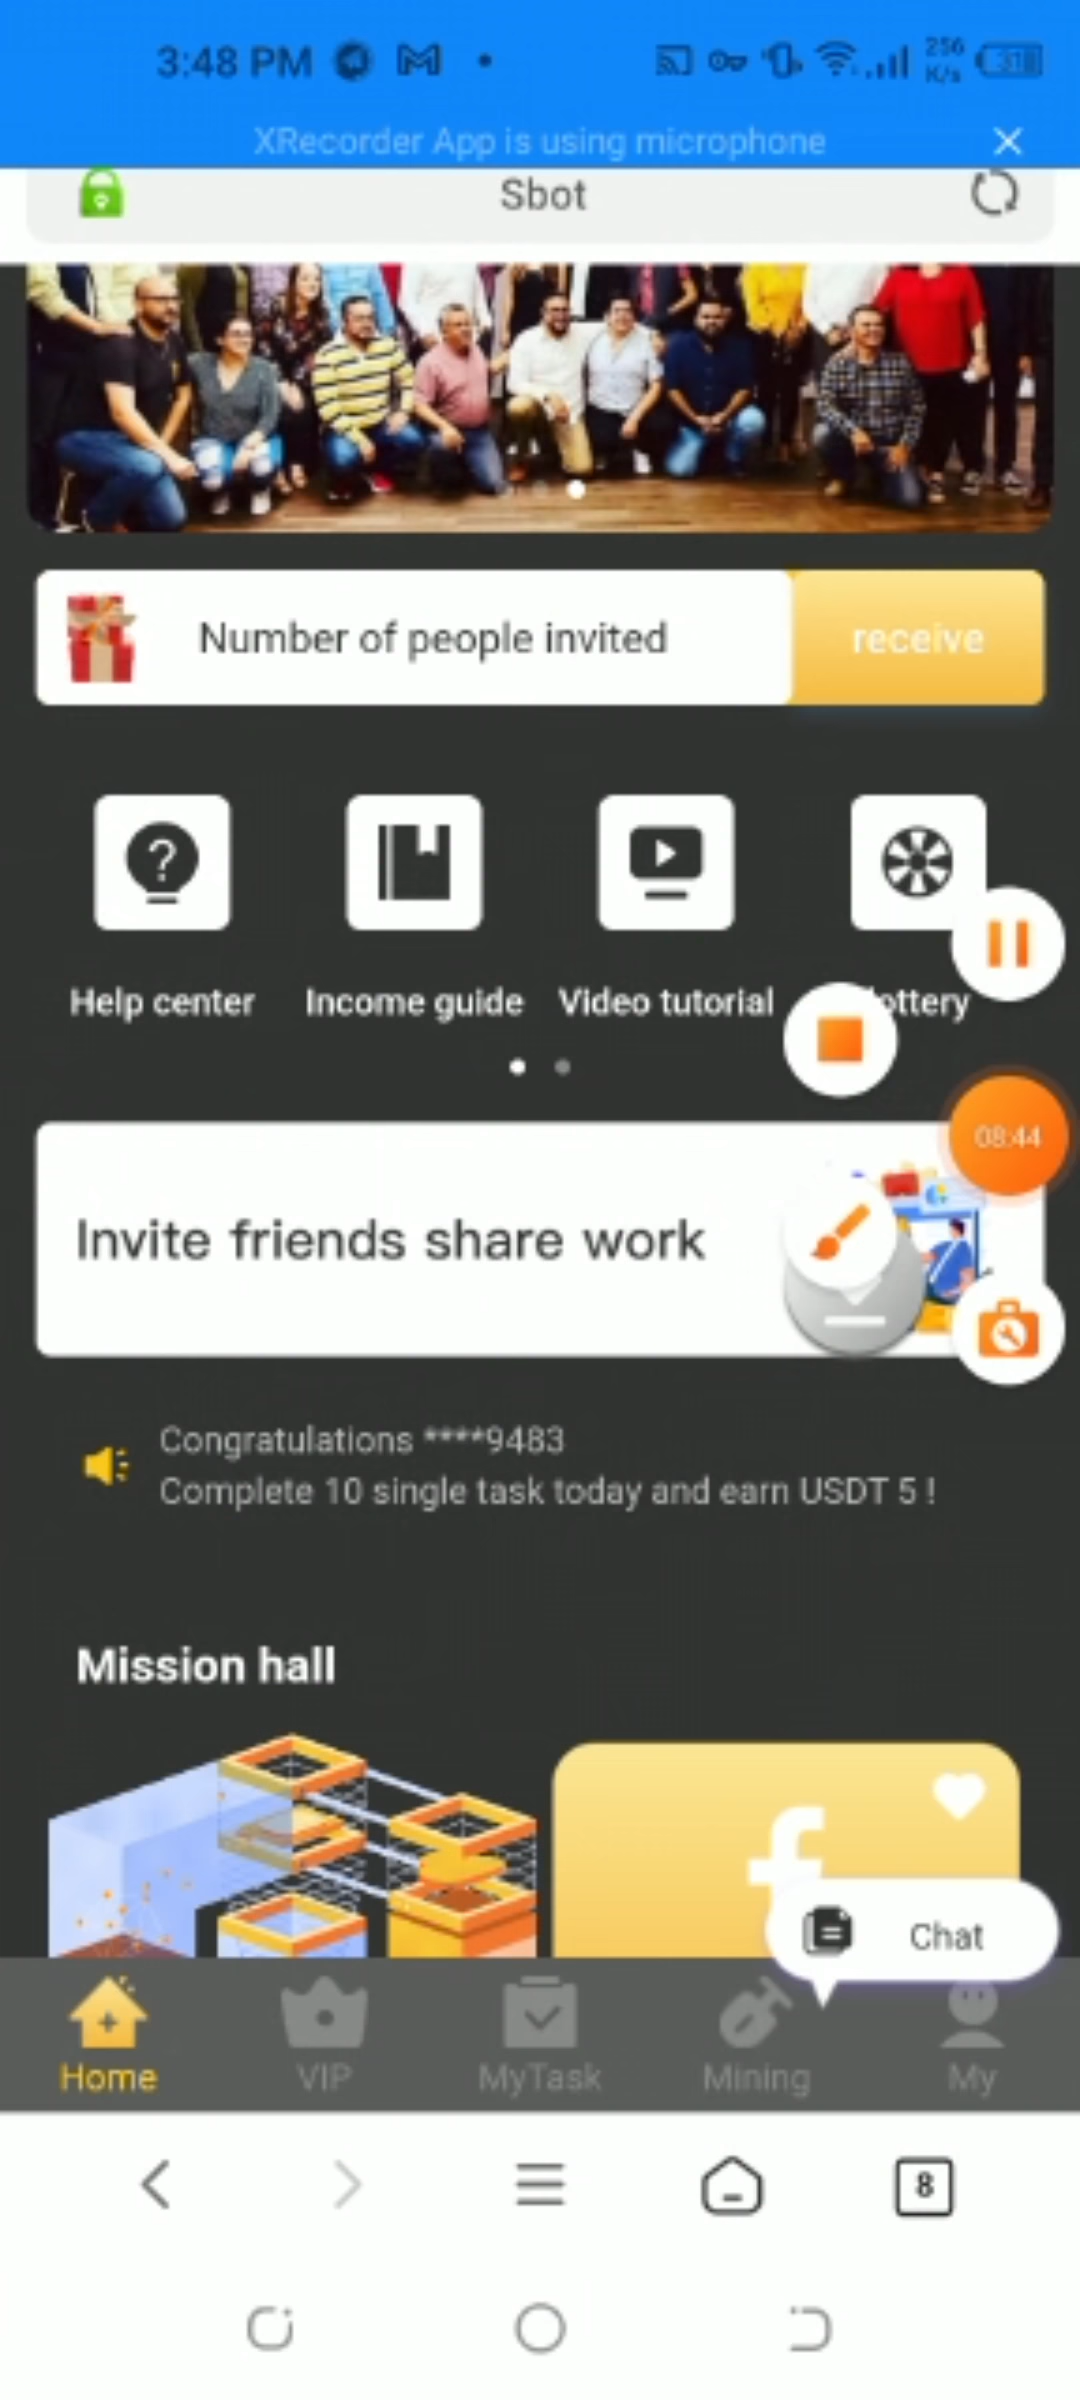 3:48 PM
256
K/s
31
XRecorder App is using microphone
Sbot
Number of people invited
receive
Help center
Income guide
Video tutorial
ottery
08:44
Invite friends share work
Congratulations ****9483
Complete 10 single task today and earn USDT 5 !
Mission hall
Chat
Home
VIP
MyTask
Mining
My
8